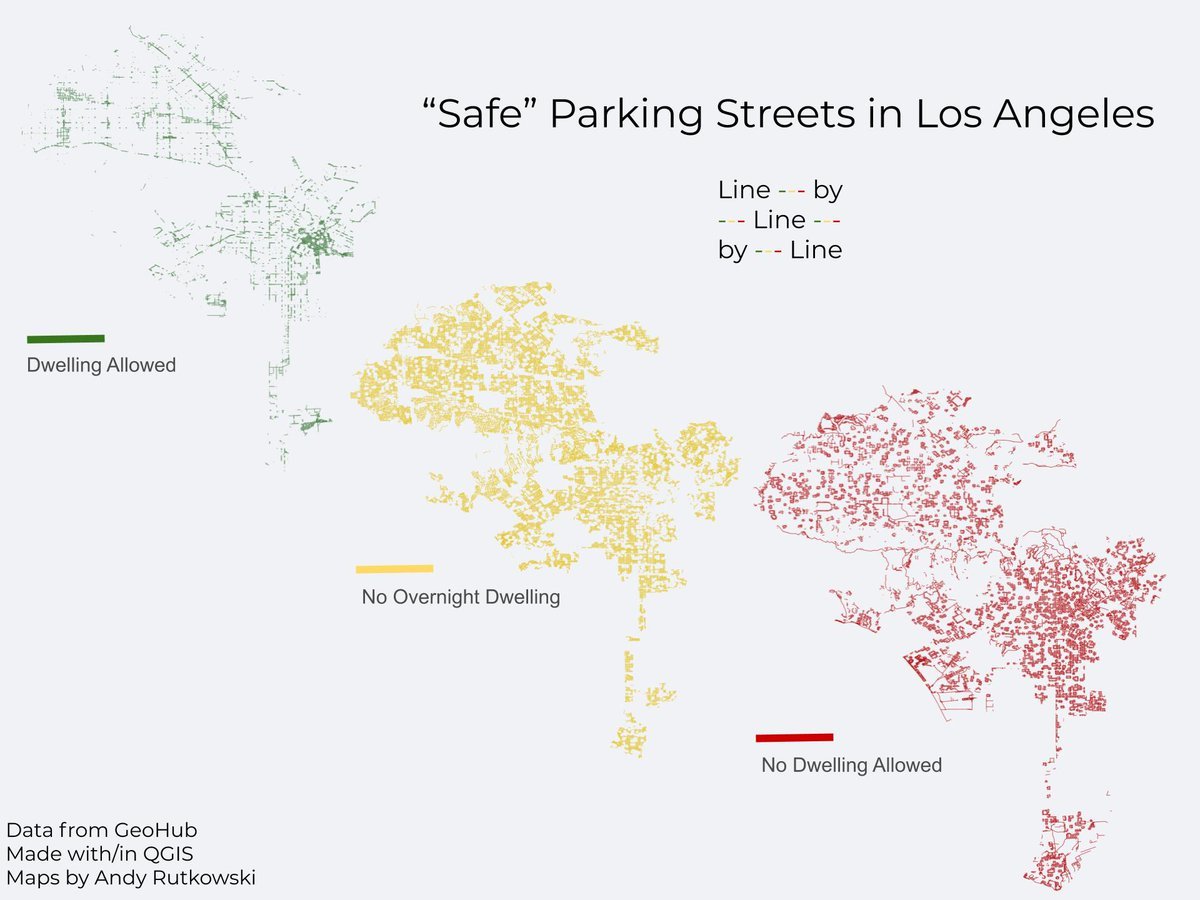 “Safe” Parking Streets in Los Angeles
Line --- by
--- Line ---
by --- Line
Dwelling Allowed
No Overnight Dwelling
No Dwelling Allowed
Data from GeoHub
Made with/in QGIS
Maps by Andy Rutkowski